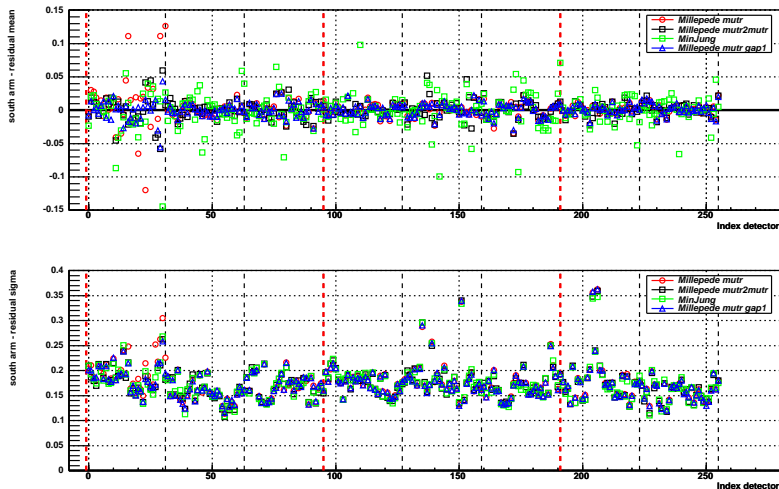 south arm - residual mean
0.15
0.1
0.05
0
-0.05
-0.1
-0.15
Millepede mutr
Millepede mutr2mutr
MinJung
Millepede mutr gap1
0 50 100 150 200 250
Index detector
south arm - residual sigma
0.4
0.35
0.3
0.25
0.2
0.15
0.1
0.05
0
Millepede mutr
Millepede mutr2mutr
MinJung
Millepede mutr gap1
0 50 100 150 200 250
Index detector